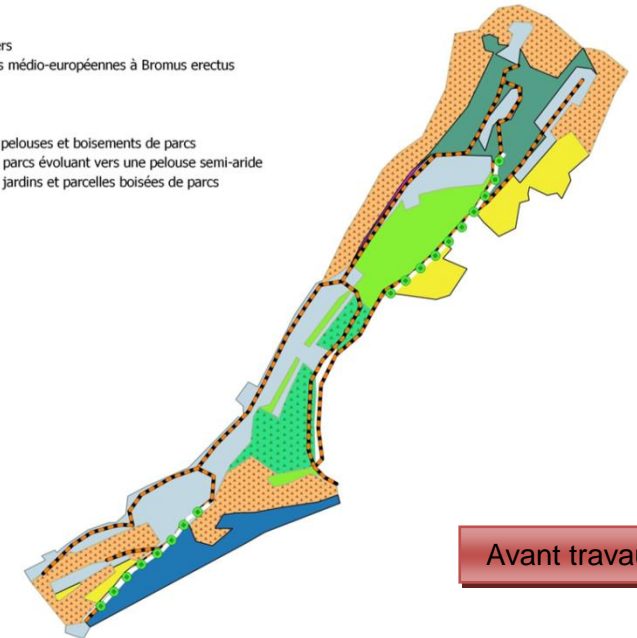 ers
s médio-européennes à Bromus erectus
pelouses et boisements de parcs
parcs évoluant vers une pelouse semi-aride
jardins et parcelles boisées de parcs
Avant travau